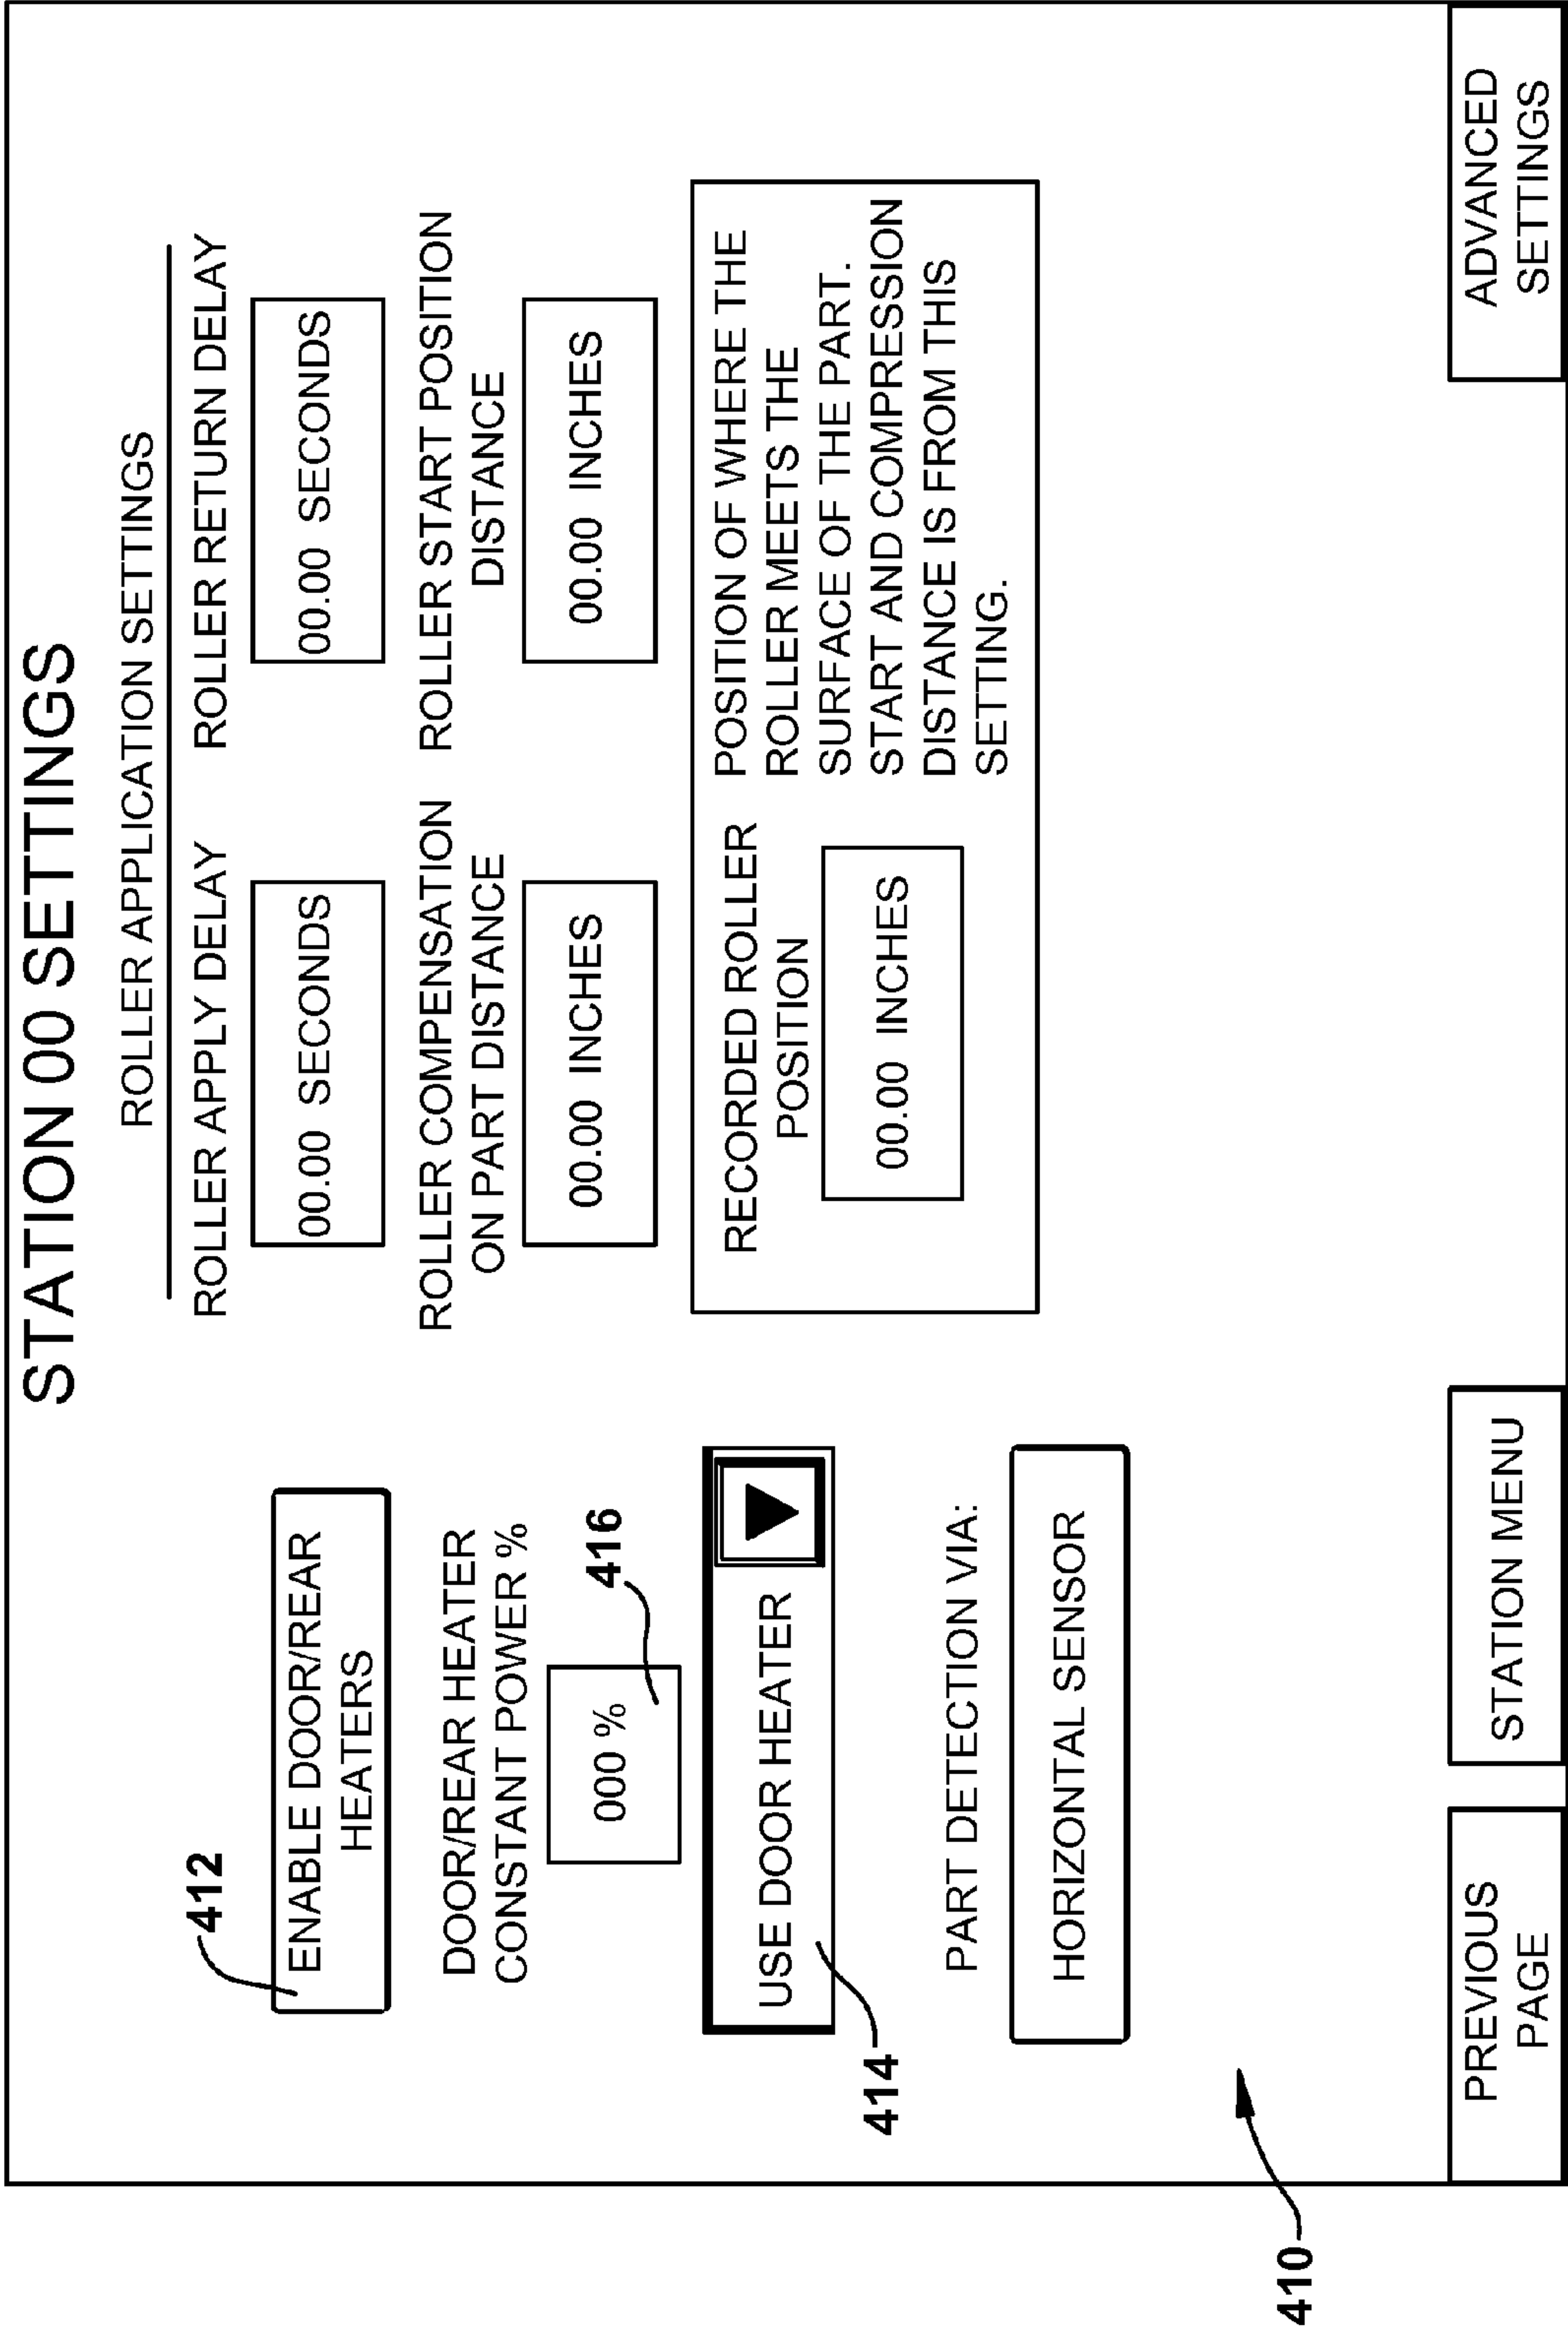 STATION 00 SETTINGS
412
ENABLE DOOR/REAR
HEATERS
DOOR/REAR HEATER
CONSTANT POWER %
000 %
416
USE DOOR HEATER
414
PART DETECTION VIA:
HORIZONTAL SENSOR
ROLLER APPLICATION SETTINGS
ROLLER APPLY DELAY
00.00 SECONDS
ROLLER RETURN DELAY
00.00 SECONDS
ROLLER COMPENSATION
ON PART DISTANCE
00.00 INCHES
ROLLER START POSITION
DISTANCE
00.00 INCHES
RECORDED ROLLER
POSITION
00.00 INCHES
POSITION OF WHERE THE
ROLLER MEETS THE
SURFACE OF THE PART.
START AND COMPRESSION
DISTANCE IS FROM THIS
SETTING.
410
PREVIOUS
PAGE
STATION MENU
ADVANCED
SETTINGS